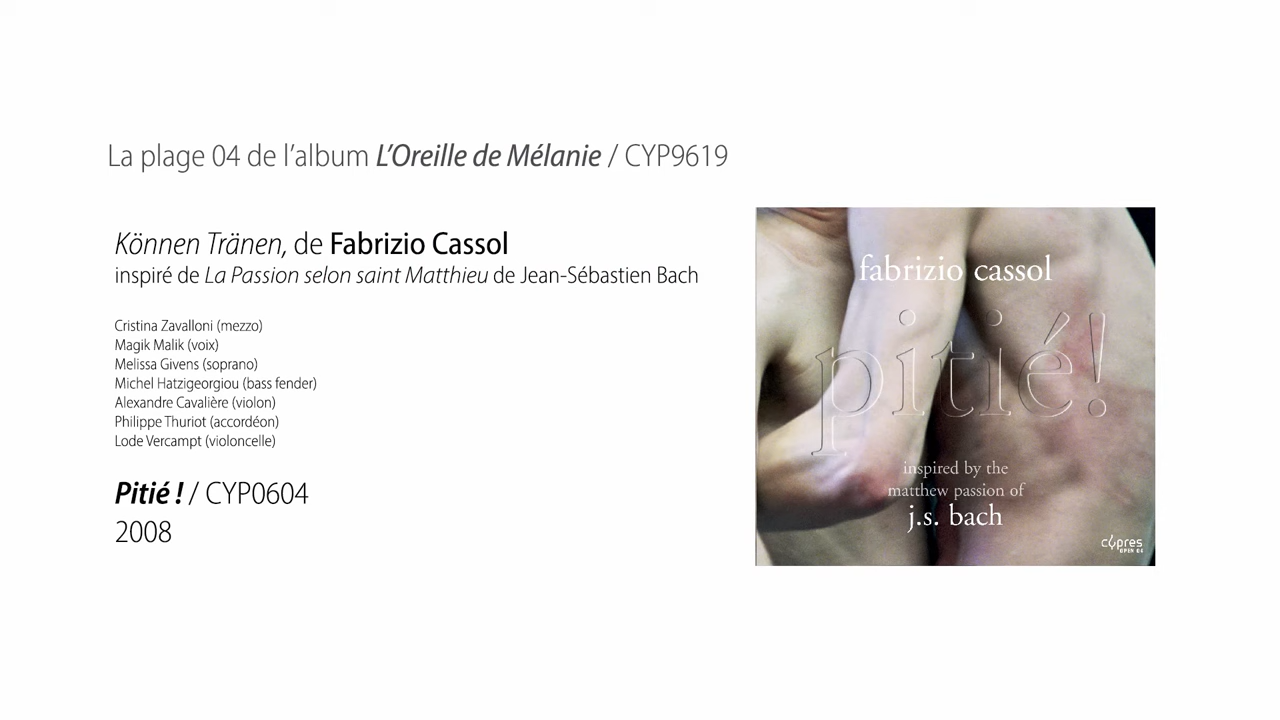 La plage 04 de l’album L’Oreille de Mélanie / CYP9619
Können Tränen, de Fabrizio Cassol
inspiré de La Passion selon saint Matthieu de Jean-Sébastien Bach
Cristina Zavalloni (mezzo)
Magik Malik (voix)
Melissa Givens (soprano)
Michel Hatzigeorgiou (bass fender)
Alexandre Cavalière (violon)
Philippe Thuriot (accordéon)
Lode Vercampt (violoncelle)
Pitié ! / CYP0604
2008
fabrizio cassol
pitié!
inspired by the
matthew passion of
j.s. bach
cypres
OPEN 04